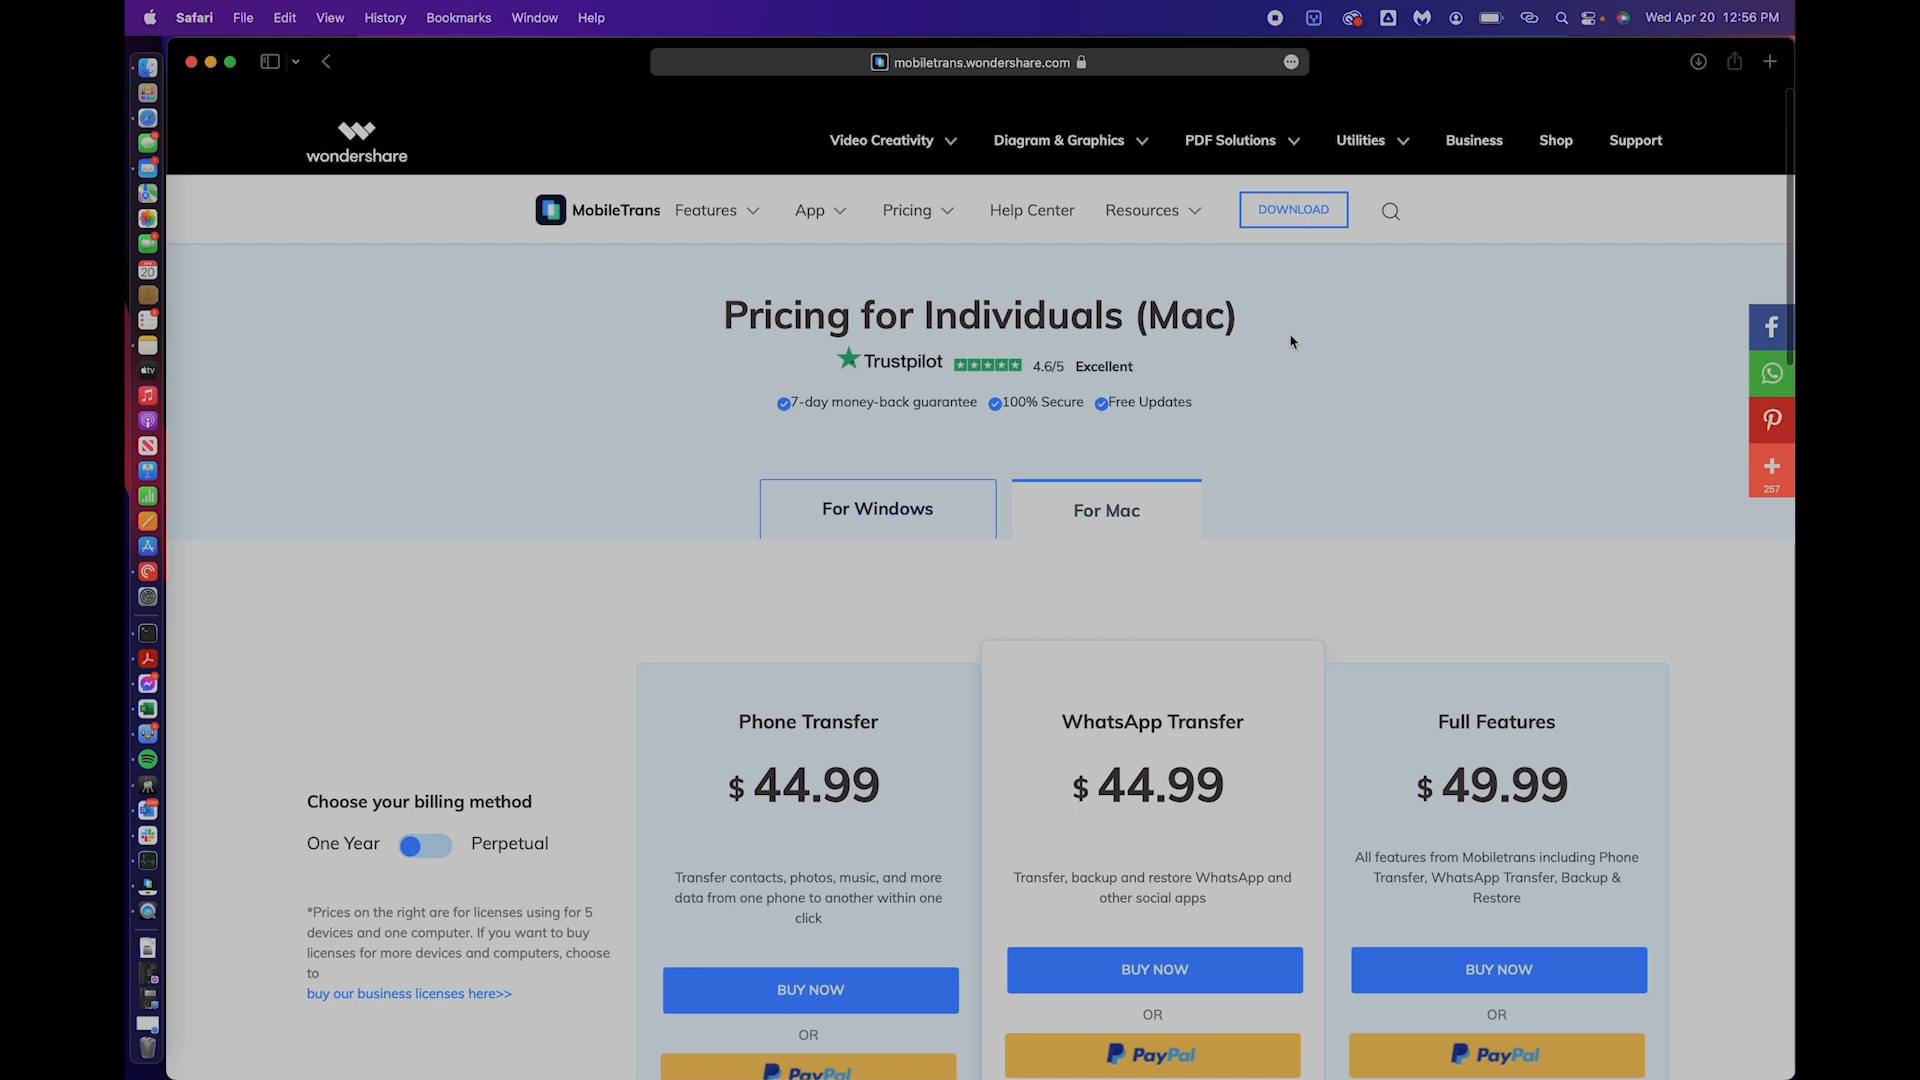 Safari File Edit View History Bookmarks Window Help
Wed Apr 20 12:56 PM
mobiletrans.wondershare.com
wondershare
Video Creativity Diagram & Graphics PDF Solutions Utilities Business Shop Support
MobileTrans Features App Pricing Help Center Resources DOWNLOAD
Pricing for Individuals (Mac)
Trustpilot 4.6/5 Excellent
7-day money-back guarantee 100% Secure Free Updates
257
For Windows For Mac
Choose your billing method
One Year Perpetual
*Prices on the right are for licenses using for 5
devices and one computer. If you want to buy
licenses for more devices and computers, choose
to
buy our business licenses here>>
Phone Transfer
$ 44.99
Transfer contacts, photos, music, and more
data from one phone to another within one
click
BUY NOW
OR
PayPal
WhatsApp Transfer
$ 44.99
Transfer, backup and restore WhatsApp and
other social apps
BUY NOW
OR
PayPal
Full Features
$ 49.99
All features from Mobiletrans including Phone
Transfer, WhatsApp Transfer, Backup &
Restore
BUY NOW
OR
PayPal